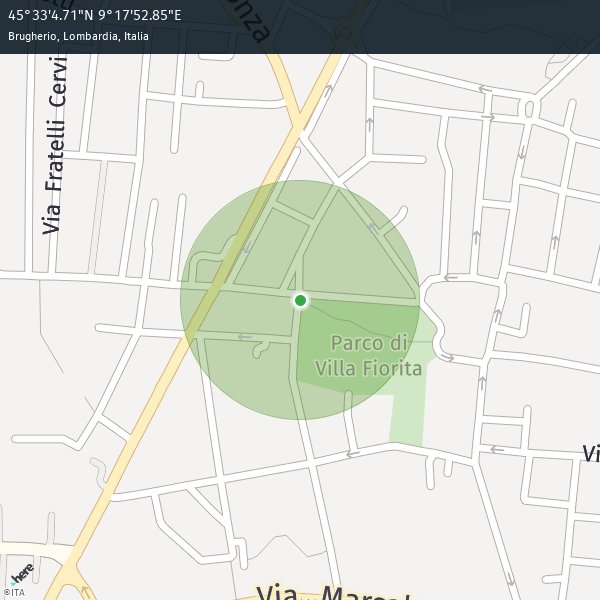 45°33'4.71"N 9°17'52.85"E
Brugherio, Lombardia, Italia
Via Fratelli Cervi
Parco di
Villa Fiorita
Via
here
©ITA